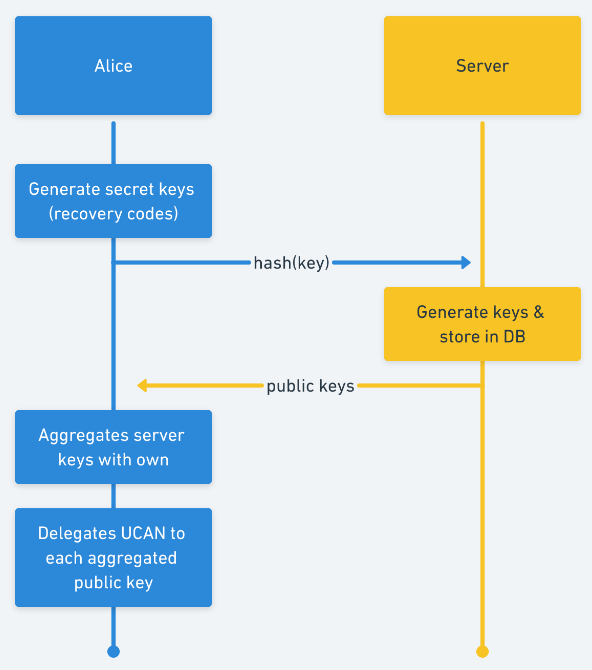 Alice
Server
Generate secret keys
(recovery codes)
hash(key)
Generate keys &
store in DB
public keys
Aggregates server
keys with own
Delegates UCAN to
each aggregated
public key